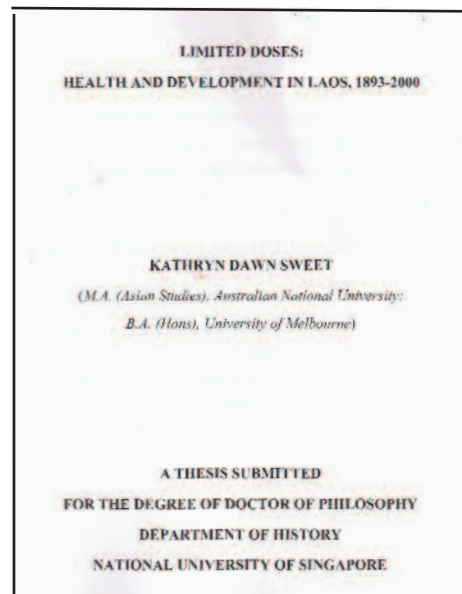 LIMITED DOSES:
HEALTH AND DEVELOPMENT IN LAOS, 1893-2000
KATHRYN DAWN SWEET
(M.A. (Asian Studies), Australian National University;
B.A. (Hons), University of Melbourne)
A THESIS SUBMITTED
FOR THE DEGREE OF DOCTOR OF PHILOSOPHY
DEPARTMENT OF HISTORY
NATIONAL UNIVERSITY OF SINGAPORE